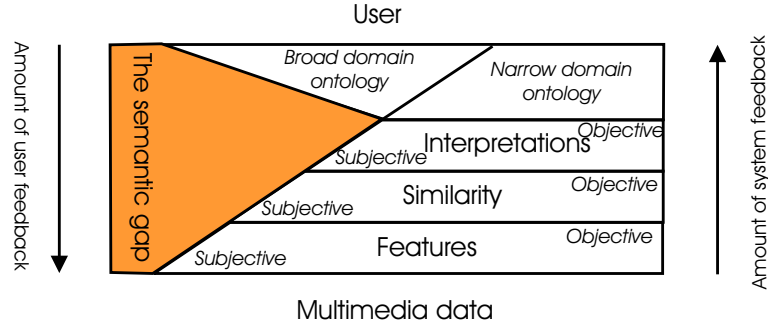 User
Amount of user feedback
The semantic gap
Broad domain
ontology
Narrow domain
ontology
Amount of system feedback
Objective
Interpretations
Subjective
Objective
Similarity
Subjective
Objective
Features
Subjective
Multimedia data